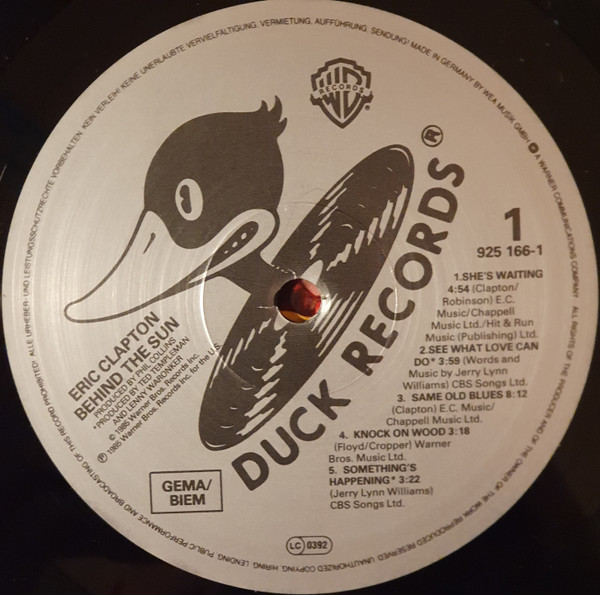 ALLE URHEBER- UND LEISTUNGSSCHUTZRECHTE VORBEHALTEN. KEIN VERLEIH! KEINE UNERLAUBTE VERVIELFÄLTIGUNG, VERMIETUNG, AUFFÜHRUNG, SENDUNG! MADE IN GERMANY BY WEA MUSIK GMBH A WARNER COMMUNICATIONS COMPANY. ALL RIGHTS OF THE PRODUCER AND OF THE OWNER OF THE WORK REPRODUCED RESERVED. UNAUTHORIZED COPYING, HIRING, LENDING, PUBLIC PERFORMANCE AND BROADCASTING OF THIS RECORD PROHIBITED!
WB
RECORDS
DUCK RECORDS®
1
925 166-1
1.SHE'S WAITING
4:54 (Clapton/
Robinson) E.C.
Music/Chappell
Music Ltd./Hit & Run
Music (Publishing) Ltd.
2.SEE WHAT LOVE CAN
DO* 3:59 (Words and
Music by Jerry Lynn
Williams) CBS Songs Ltd.
3. SAME OLD BLUES 8:12
(Clapton) E.C. Music/
Chappell Music Ltd.
4. KNOCK ON WOOD 3:18
(Floyd/Cropper) Warner
Bros. Music Ltd.
5. SOMETHING'S
HAPPENING* 3:22
(Jerry Lynn Williams)
CBS Songs Ltd.
ERIC CLAPTON
BEHIND THE SUN
PRODUCED BY PHIL COLLINS
*PRODUCED BY TED TEMPLEMAN
AND LENNY WARONKER
© 1985 Warner Bros. Records Inc.
℗ 1985 Warner Bros. Records Inc. for the U.S.
GEMA/
BIEM
LC 0392